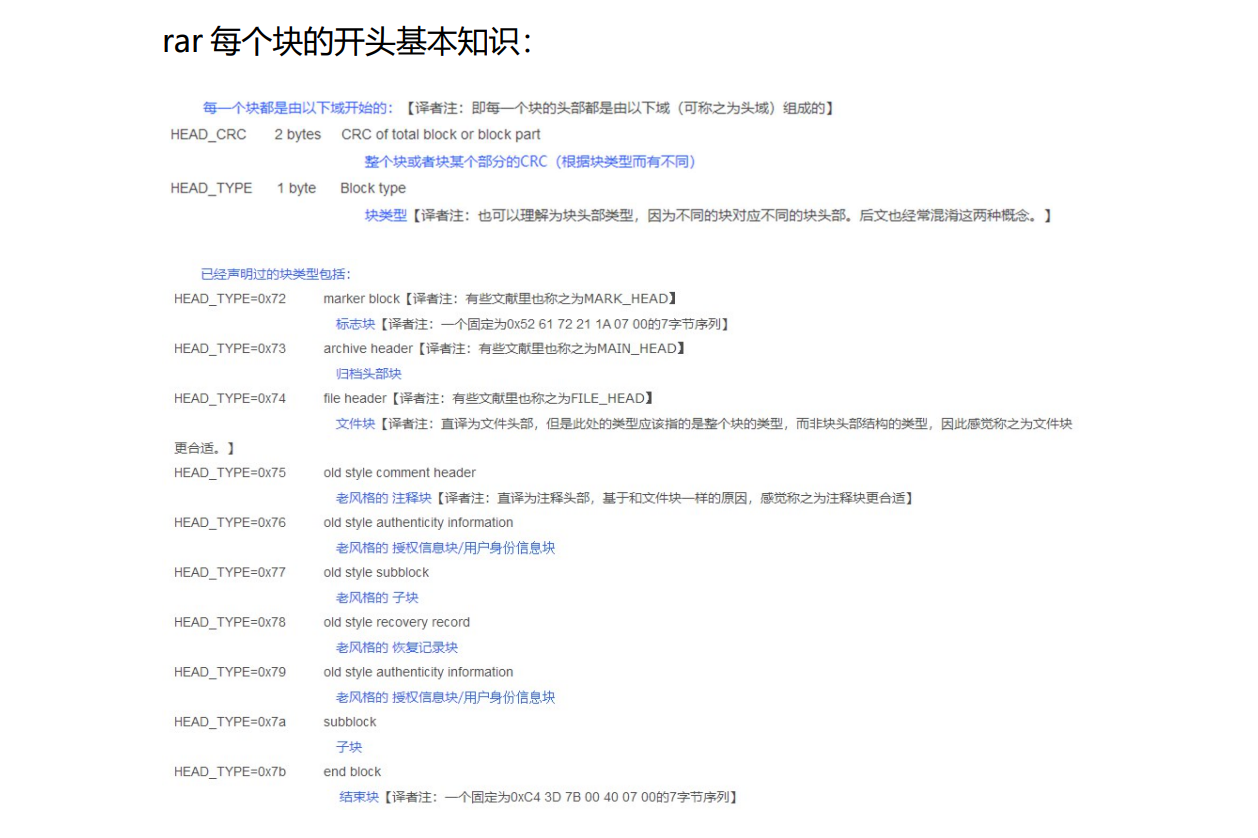 rar 每个块的开头基本知识：
每一个块都是由以下域开始的：【译者注：即每一个块的头部都是由以下域（可称之为头域）组成的】
HEAD_CRC 2 bytes CRC of total block or block part
整个块或者块某个部分的CRC（根据块类型而有不同）
HEAD_TYPE 1 byte Block type
块类型【译者注：也可以理解为块头部类型，因为不同的块对应不同的块头部。后文也经常混淆这两种概念。】
已经声明过的块类型包括：
HEAD_TYPE=0x72 marker block【译者注：有些文献里也称之为MARK_HEAD】
标志块【译者注：一个固定为0x52 61 72 21 1A 07 00的7字节序列】
HEAD_TYPE=0x73 archive header【译者注：有些文献里也称之为MAIN_HEAD】
归档头部块
HEAD_TYPE=0x74 file header【译者注：有些文献里也称之为FILE_HEAD】
文件块【译者注：直译为文件头部，但是此处的类型应该指的是整个块的类型，而非块头部结构的类型，因此感觉称之为文件块
更合适。】
HEAD_TYPE=0x75 old style comment header
老风格的 注释块【译者注：直译为注释头部，基于和文件块一样的原因，感觉称之为注释块更合适】
HEAD_TYPE=0x76 old style authenticity information
老风格的 授权信息块/用户身份信息块
HEAD_TYPE=0x77 old style subblock
老风格的 子块
HEAD_TYPE=0x78 old style recovery record
老风格的 恢复记录块
HEAD_TYPE=0x79 old style authenticity information
老风格的 授权信息块/用户身份信息块
HEAD_TYPE=0x7a subblock
子块
HEAD_TYPE=0x7b end block
结束块【译者注：一个固定为0xC4 3D 7B 00 40 07 00的7字节序列】